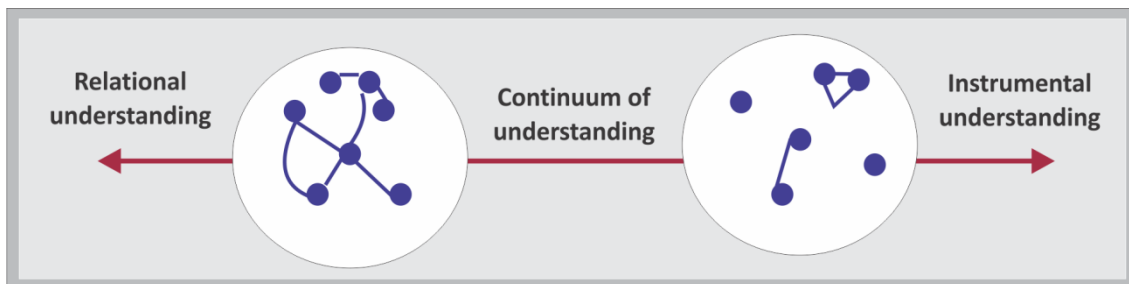 Relational
understanding
Continuum of
understanding
Instrumental
understanding